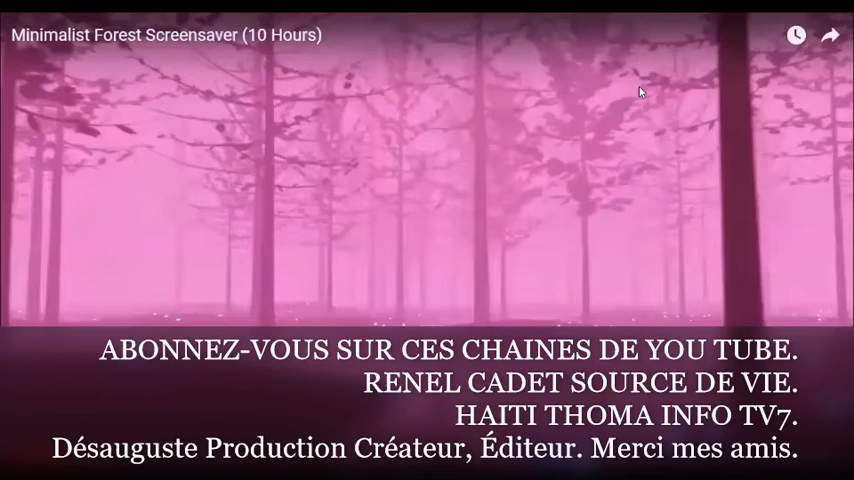 Minimalist Forest Screensaver (10 Hours)
ABONNEZ-VOUS SUR CES CHAINES DE YOU TUBE.
RENEL CADET SOURCE DE VIE.
HAITI THOMA INFO TV7.
Désauguste Production Créateur, Éditeur. Merci mes amis.